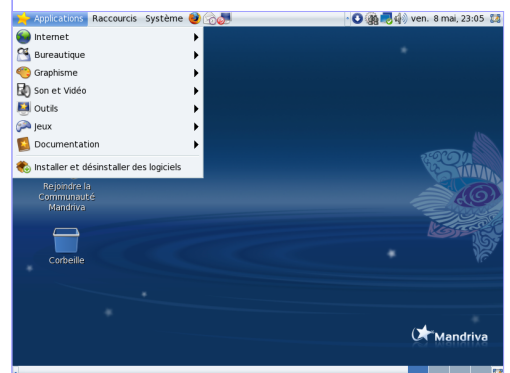 Applications Raccourcis Système ven. 8 mai, 23:05
Internet
Bureautique
Graphisme
Son et Vidéo
Outils
Jeux
Documentation
Installer et désinstaller des logiciels
Rejoindre la
Communauté
Mandriva
Corbeille
Mandriva